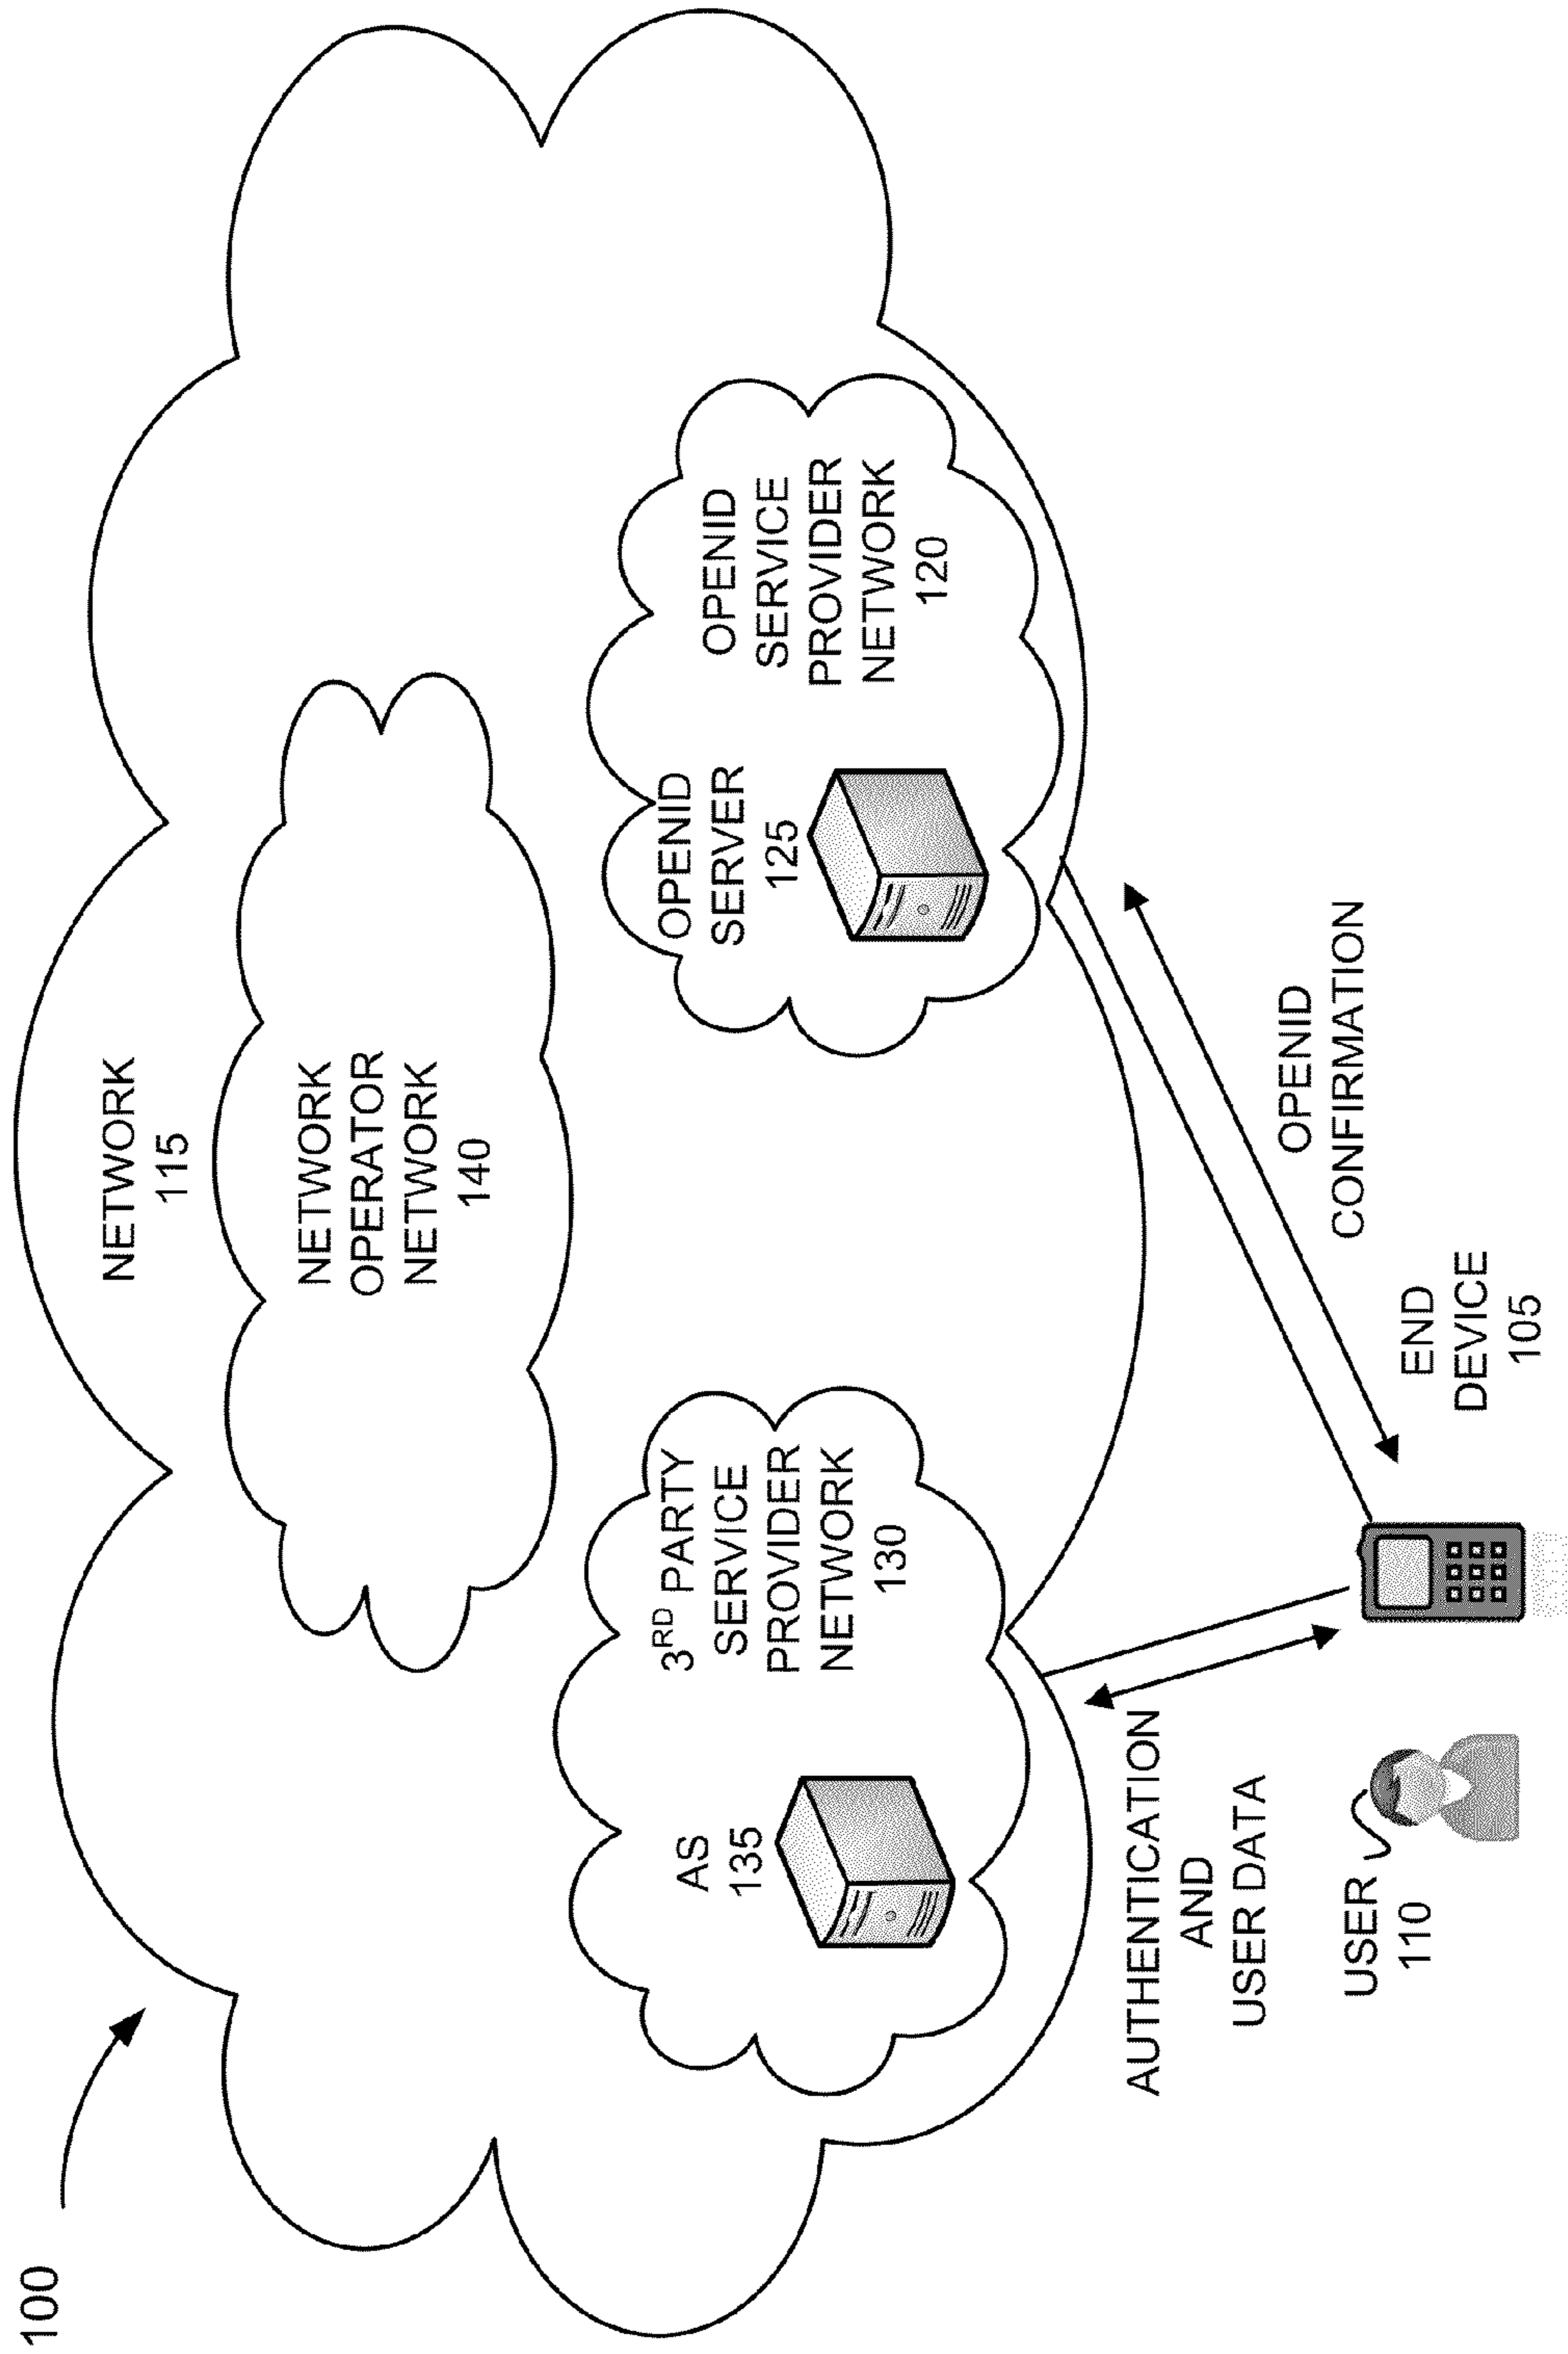 100
NETWORK
115
NETWORK
OPERATOR
NETWORK
140
3RD PARTY
SERVICE
PROVIDER
NETWORK
130
AS
135
OPENID
SERVER
125
OPENID
SERVICE
PROVIDER
NETWORK
120
AUTHENTICATION
AND
USER DATA
OPENID
CONFIRMATION
USER
110
END
DEVICE
105